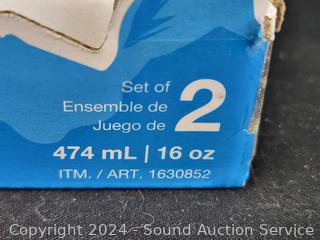 Set of
Ensemble de
Juego de
2
474 mL | 16 oz
ITM. / ART. 1630852
Copyright 2024 - Sound Auction Service